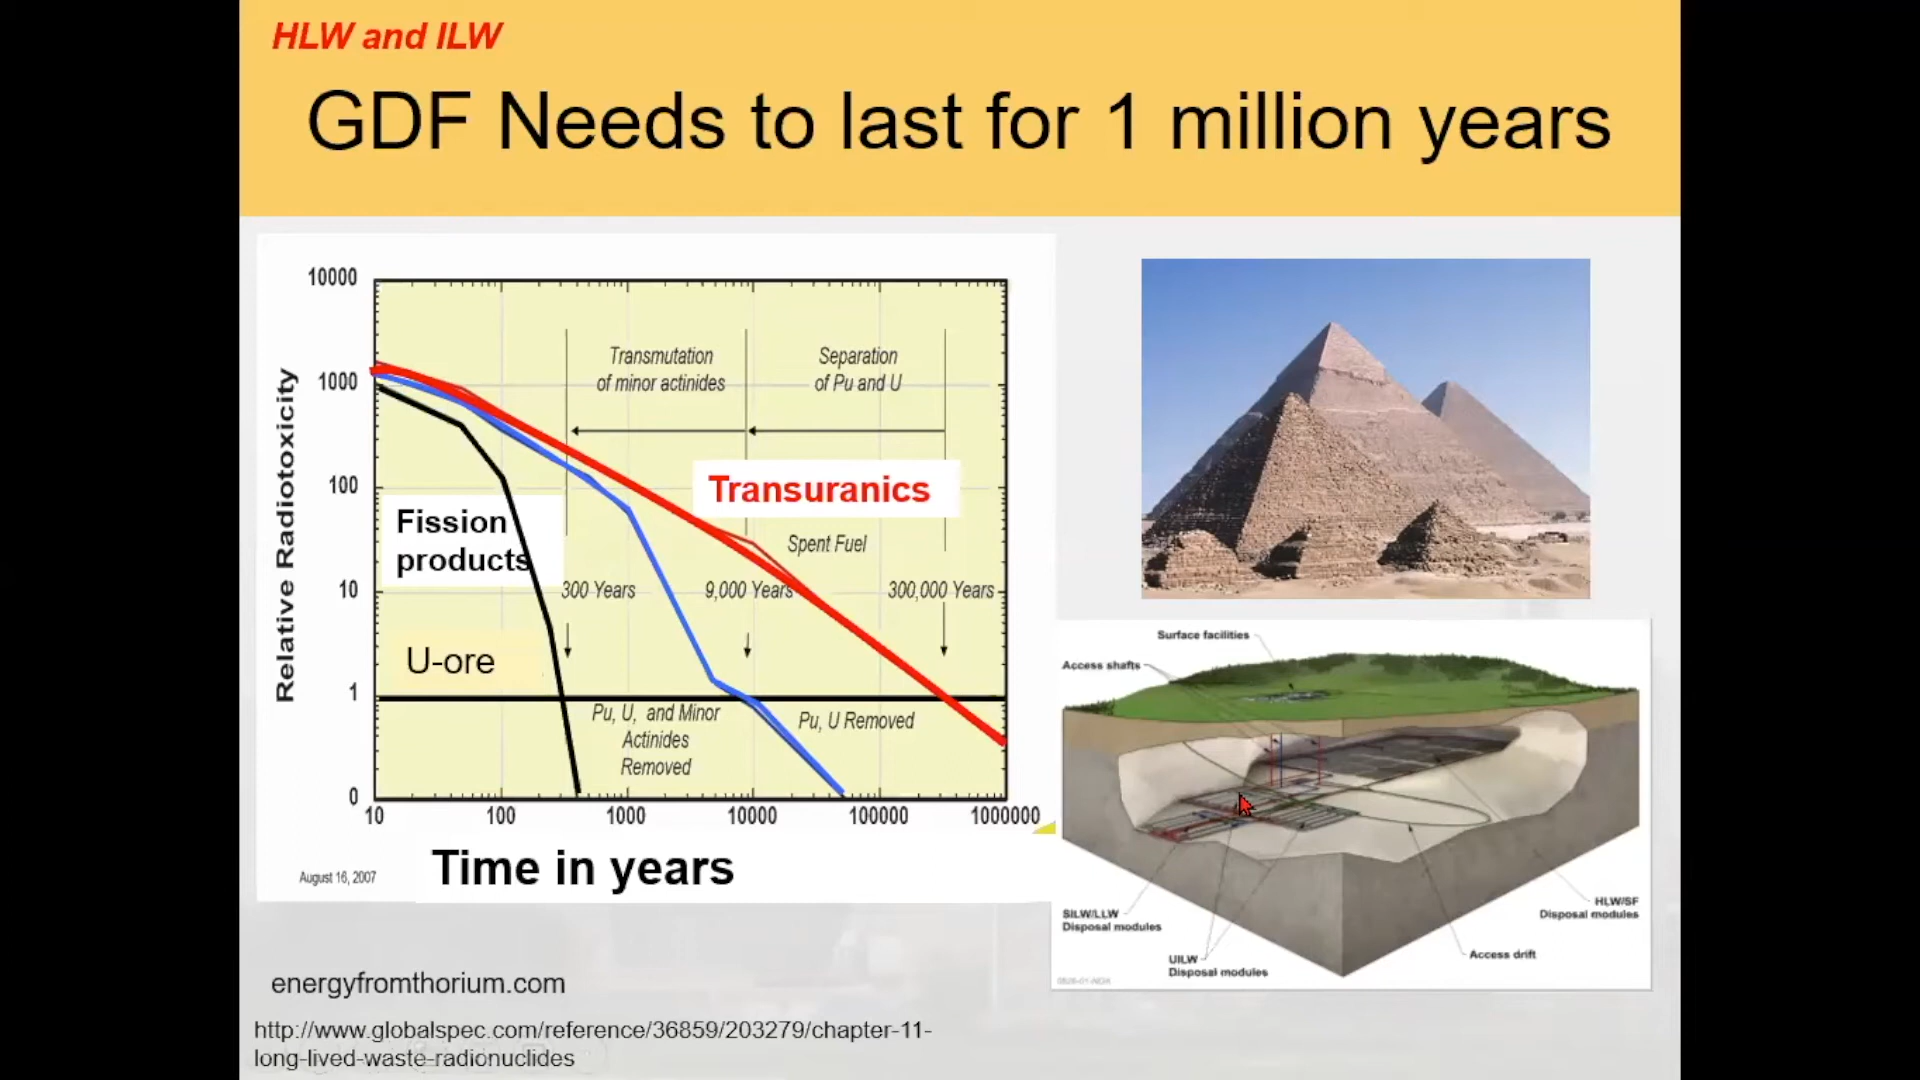 HLW and ILW
GDF Needs to last for 1 million years
10000
1000
100
10
1
0
Relative Radiotoxicity
Transmutation
of minor actinides
Separation
of Pu and U
Transuranics
Fission
products
Spent Fuel
300 Years
9,000 Years
300,000 Years
U-ore
Pu, U, and Minor
Actinides
Removed
Pu, U Removed
10
100
1000
10000
100000
1000000
Time in years
August 16, 2007
Surface facilities
Access shafts
SILW/LLW
Disposal modules
UILW
Disposal modules
HLW/SF
Disposal modules
Access drift
energyfromthorium.com
http://www.globalspec.com/reference/36859/203279/chapter-11-
long-lived-waste-radionuclides